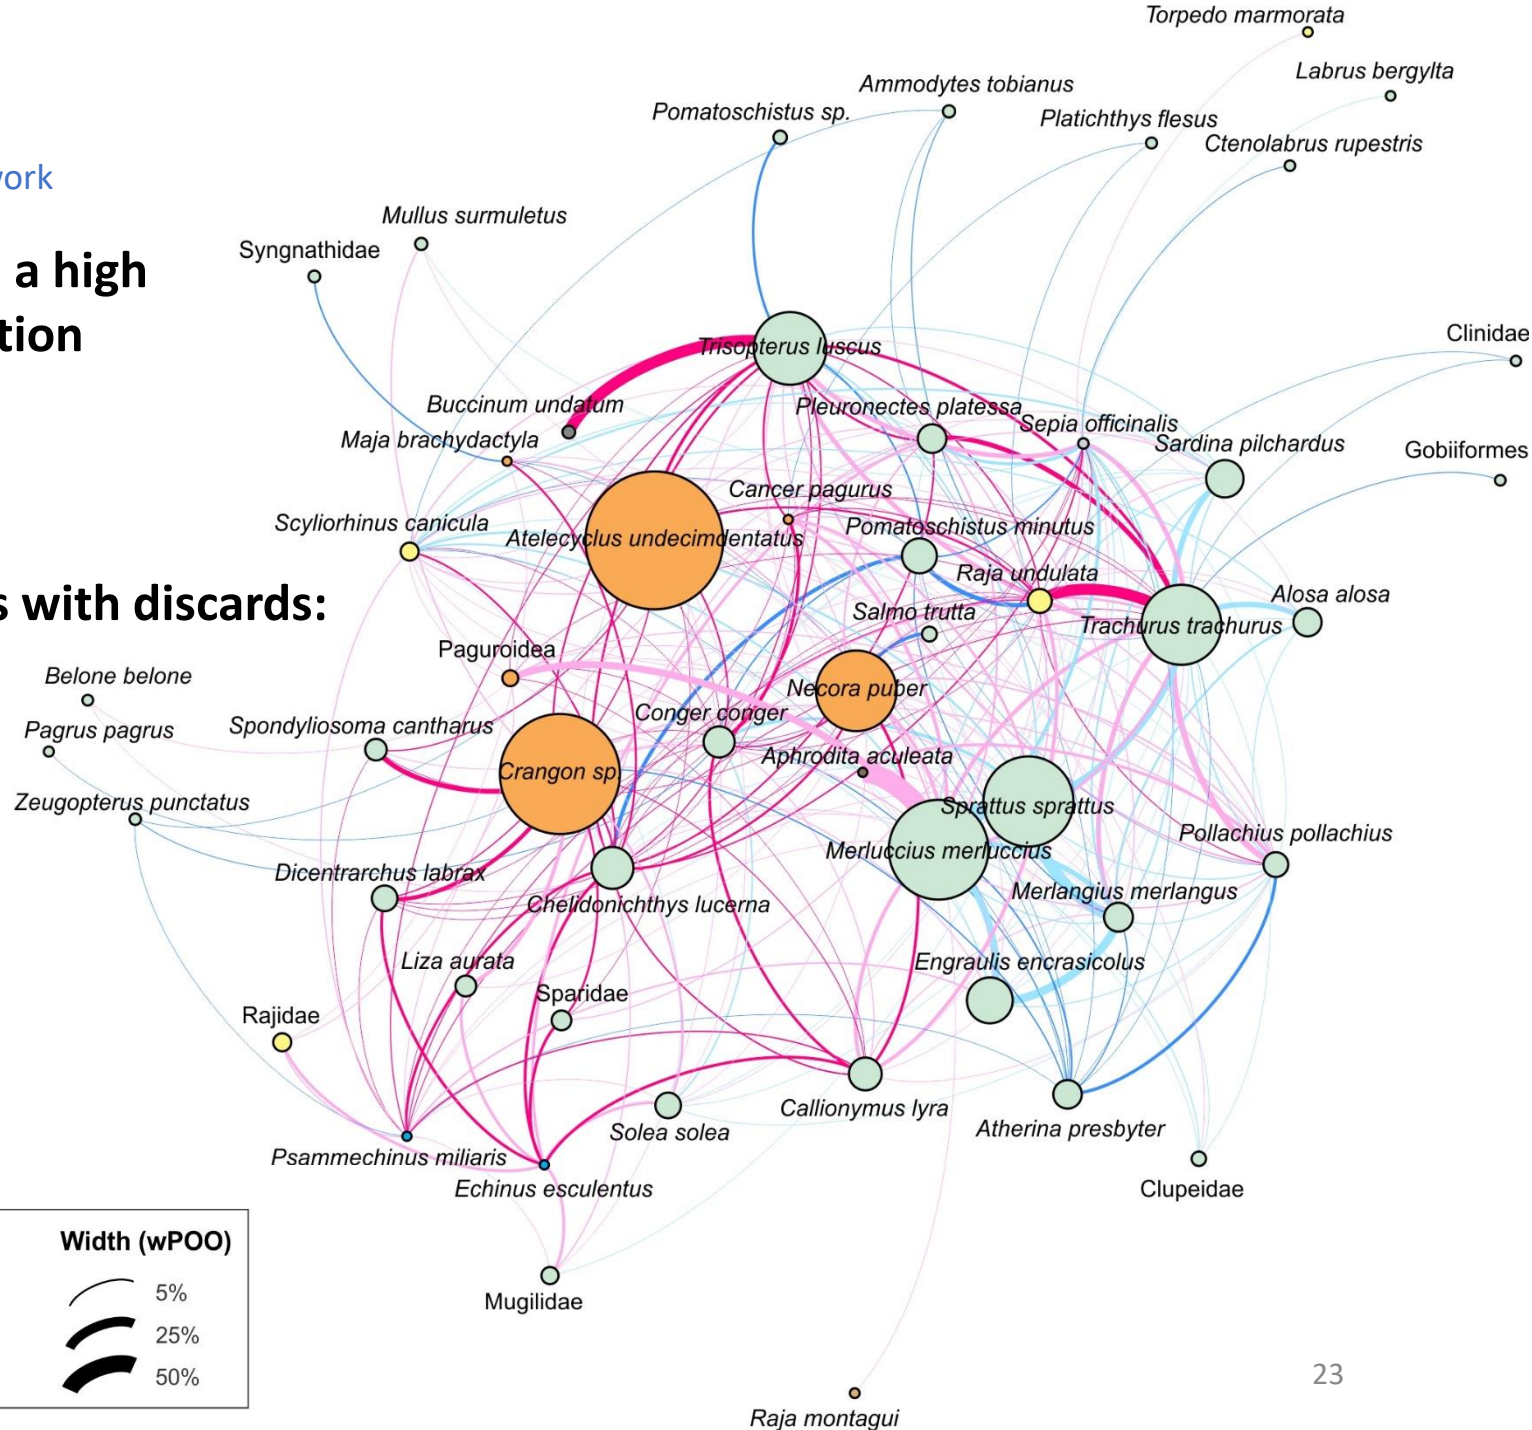 Torpedo marmorata
Labrus bergylta
Ammodytes tobianus
Pomatoschistus sp.
Platichthys flesus
Ctenolabrus rupestris
work
Mullus surmuletus
Syngnathidae
a high
tion
Clinidae
Trisopterus luscus
Buccinum undatum
Pleuronectes platessa
Sepia officinalis
Maja brachydactyla
Sardina pilchardus
Gobiiformes
Cancer pagurus
Scyliorhinus canicula
Pomatoschistus minutus
Atelecyclus undecimdentatus
Raja undulata
Alosa alosa
s with discards:
Salmo trutta
Trachurus trachurus
Paguroidea
Belone belone
Necora puber
Conger conger
Spondyliosoma cantharus
Pagrus pagrus
Aphrodita aculeata
Crangon sp.
Zeugopterus punctatus
Sprattus sprattus
Pollachius pollachius
Merluccius merluccius
Dicentrarchus labrax
Merlangius merlangus
Chelidonichthys lucerna
Liza aurata
Engraulis encrasicolus
Sparidae
Rajidae
Callionymus lyra
Solea solea
Atherina presbyter
Psammechinus miliaris
Echinus esculentus
Clupeidae
Width (wPOO)
5%
25%
50%
Mugilidae
23
Raja montagui